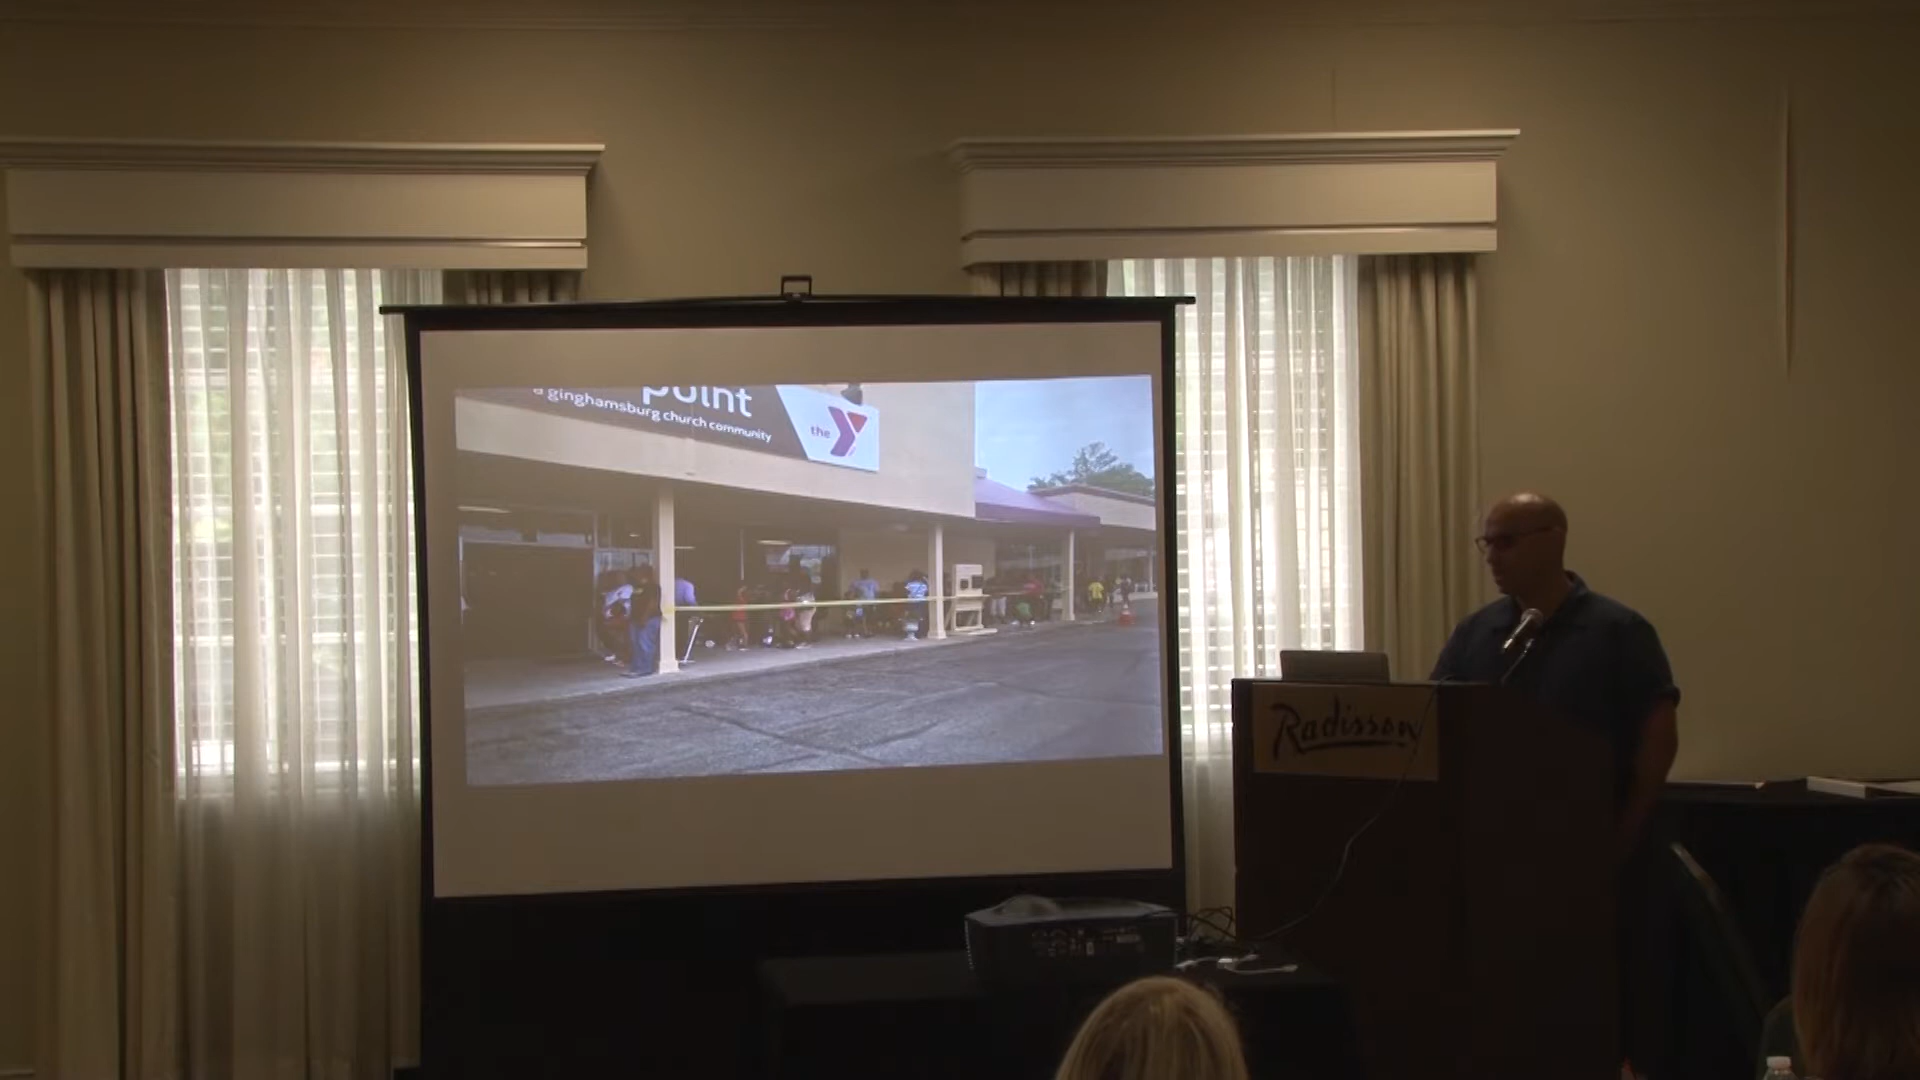 point
a ginghamsburg church community
the
Radisson